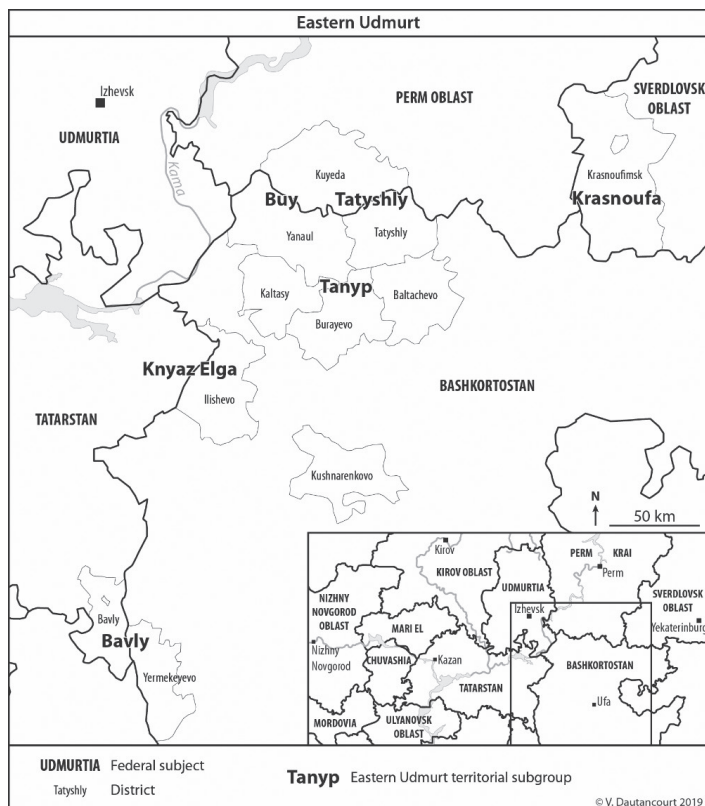 Eastern Udmurt
Izhevsk
UDMURTIA
Kama
PERM OBLAST
SVERDLOVSK
OBLAST
Kuyeda
Krasnoufimsk
Buy
Tatyshly
Krasnoufa
Yanaul
Tatyshly
Tanyp
Kaltasy
Baltachevo
Burayevo
Knyaz Elga
Ilishevo
BASHKORTOSTAN
TATARSTAN
Kushnarenkovo
N
50 km
Bavly
Bavly
Yermekeyevo
Kirov
KIROV OBLAST
PERM KRAI
Perm
UDMURTIA
NIZHNY
NOVGOROD
OBLAST
SVERDLOVSK
OBLAST
Izhevsk
Yekaterinburg
MARI EL
Nizhny
Novgorod
CHUVASHIA
Kazan
BASHKORTOSTAN
TATARSTAN
Ufa
MORDOVIA
ULYANOVSK
OBLAST
UDMURTIA Federal subject
Tatyshly District
Tanyp Eastern Udmurt territorial subgroup
© V. Dautancourt 2019